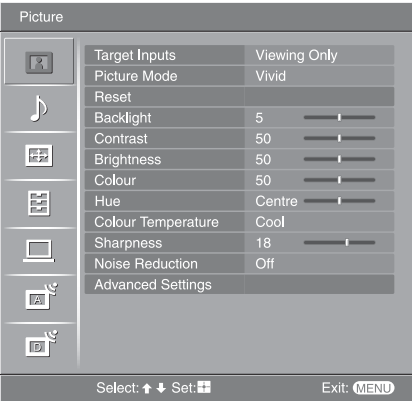 Picture
Target Inputs Viewing Only
Picture Mode Vivid
Reset
Backlight 5
Contrast 50
Brightness 50
Colour 50
Hue Centre
Colour Temperature Cool
Sharpness 18
Noise Reduction Off
Advanced Settings
A
D
Select: Set: Exit: MENU